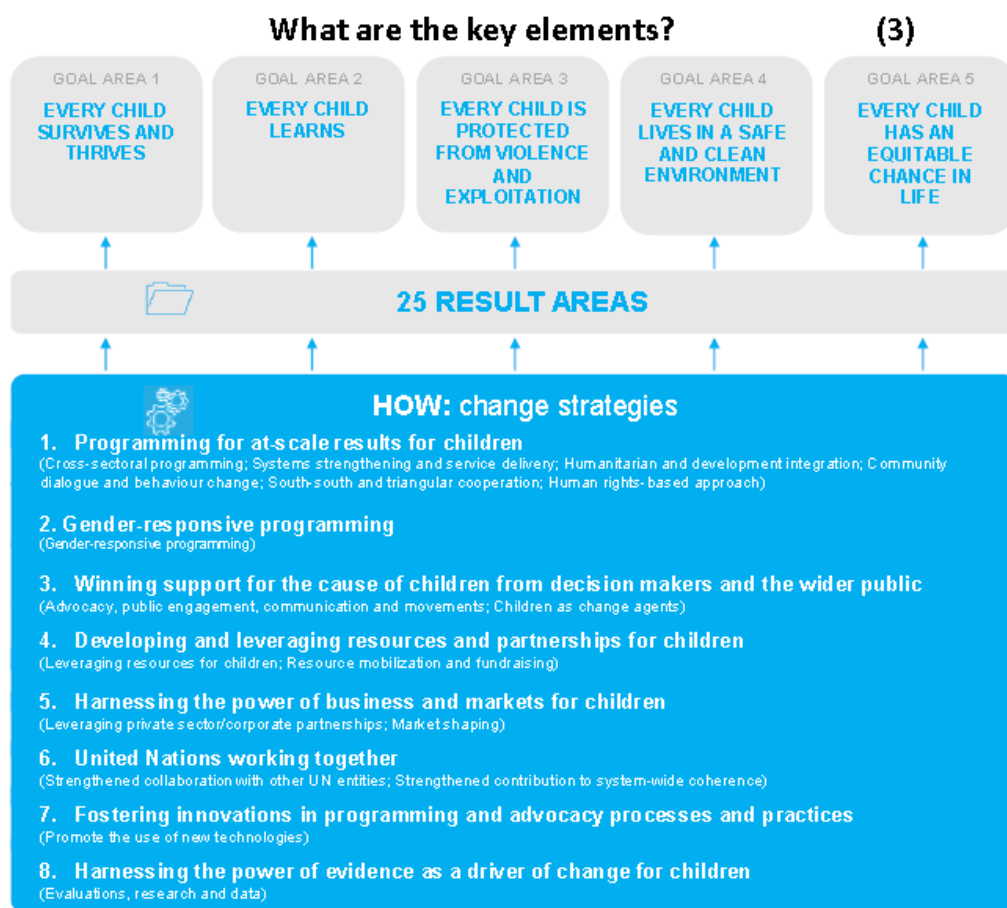 What are the key elements? (3)
GOAL AREA 1
EVERY CHILD
SURVIVES AND
THRIVES
GOAL AREA 2
EVERY CHILD
LEARNS
GOAL AREA 3
EVERY CHILD IS
PROTECTED
FROM VIOLENCE
AND
EXPLOITATION
GOAL AREA 4
EVERY CHILD
LIVES IN A SAFE
AND CLEAN
ENVIRONMENT
GOAL AREA 5
EVERY CHILD
HAS AN
EQUITABLE
CHANCE IN
LIFE
25 RESULT AREAS
HOW: change strategies
1. Programming for at-scale results for children
(Cross-sectoral programming; Systems strengthening and service delivery; Humanitarian and development integration; Community
dialogue and behaviour change; South-south and triangular cooperation; Human rights-based approach)
2. Gender-responsive programming
(Gender-responsive programming)
3. Winning support for the cause of children from decision makers and the wider public
(Advocacy, public engagement, communication and movements; Children as change agents)
4. Developing and leveraging resources and partnerships for children
(Leveraging resources for children; Resource mobilization and fundraising)
5. Harnessing the power of business and markets for children
(Leveraging private sector/corporate partnerships; Market shaping)
6. United Nations working together
(Strengthened collaboration with other UN entities; Strengthened contribution to system-wide coherence)
7. Fostering innovations in programming and advocacy processes and practices
(Promote the use of new technologies)
8. Harnessing the power of evidence as a driver of change for children
(Evaluations, research and data)